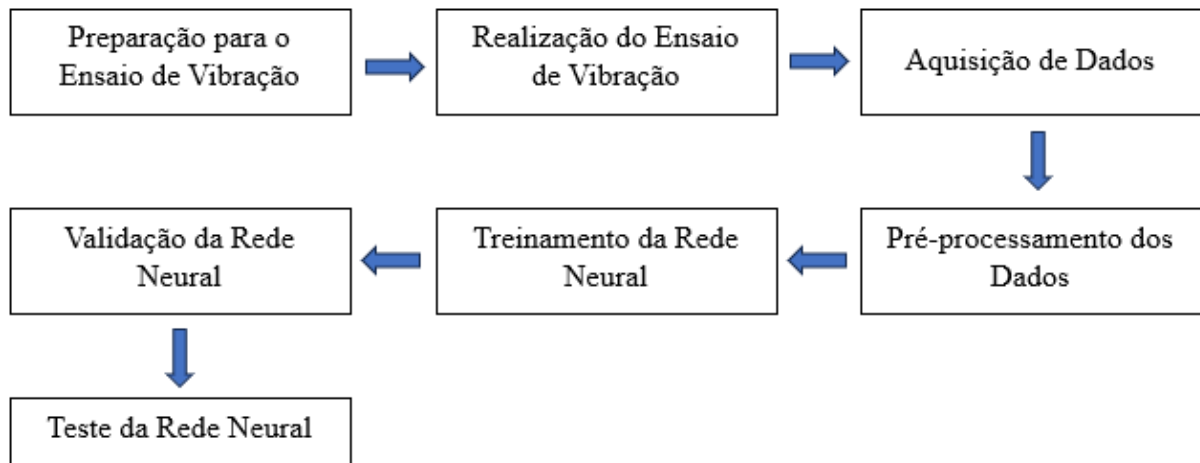 Preparação para o
Ensaio de Vibração
Realização do Ensaio
de Vibração
Aquisição de Dados
Pré-processamento dos
Dados
Treinamento da Rede
Neural
Validação da Rede
Neural
Teste da Rede Neural